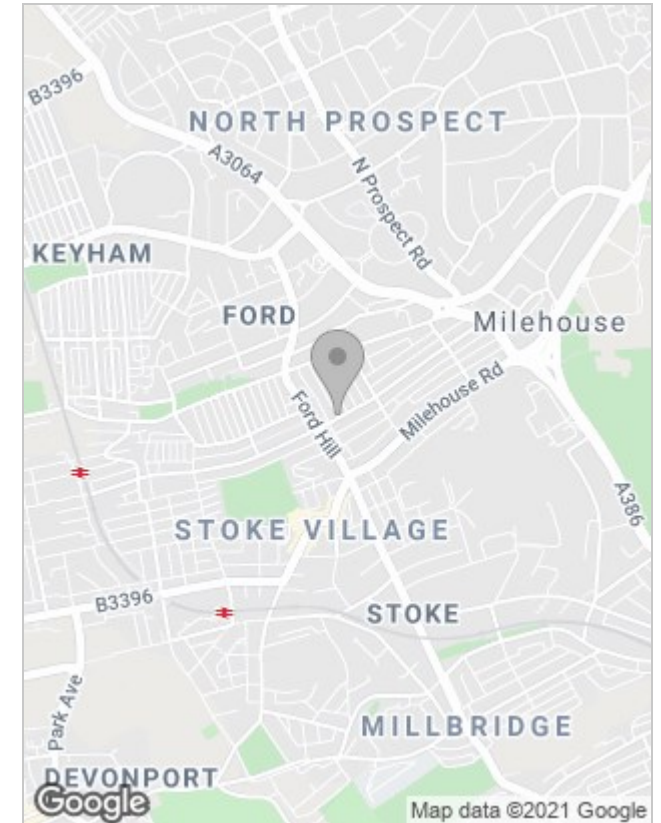 B3396
NORTH PROSPECT
A3064
N Prospect Rd
KEYHAM
FORD
Milehouse
Milehouse Rd
Ford Hill
A386
STOKE VILLAGE
B3396
STOKE
Park Ave
MILLBRIDGE
DEVONPORT
Google
Map data ©2021 Google